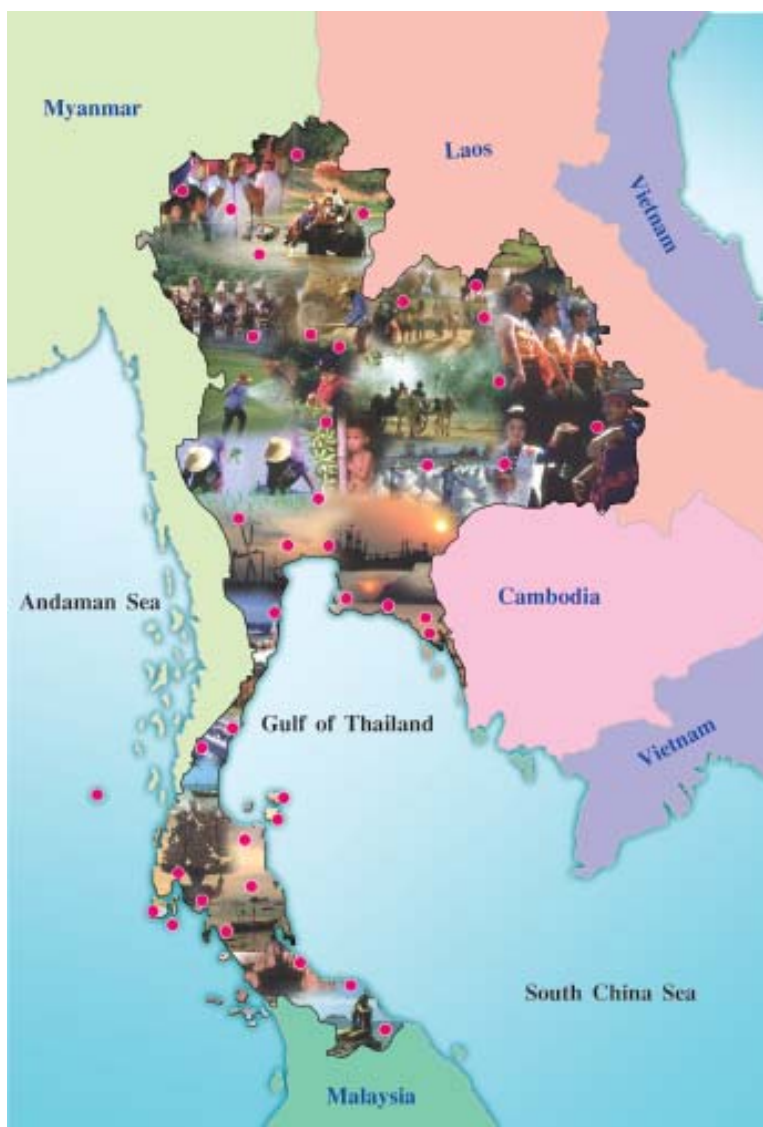 Myanmar
Laos
Vietnam
Andaman Sea
Cambodia
Gulf of Thailand
Vietnam
South China Sea
Malaysia